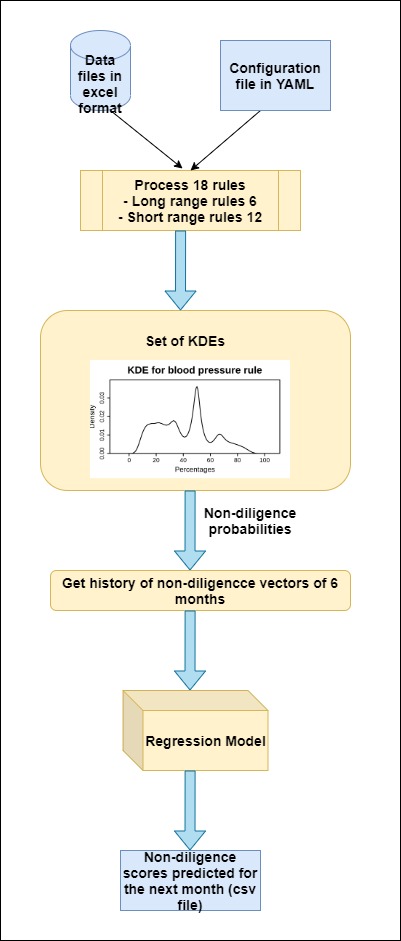 Data
files in
excel
format
Configuration
file in YAML
Process 18 rules
- Long range rules 6
- Short range rules 12
Set of KDEs
KDE for blood pressure rule
Density
0.00 0.01 0.02 0.03
0 20 40 60 80 100
Percentages
Non-diligence
probabilities
Get history of non-diligencce vectors of 6
months
Regression Model
Non-diligence
scores predicted for
the next month (csv
file)